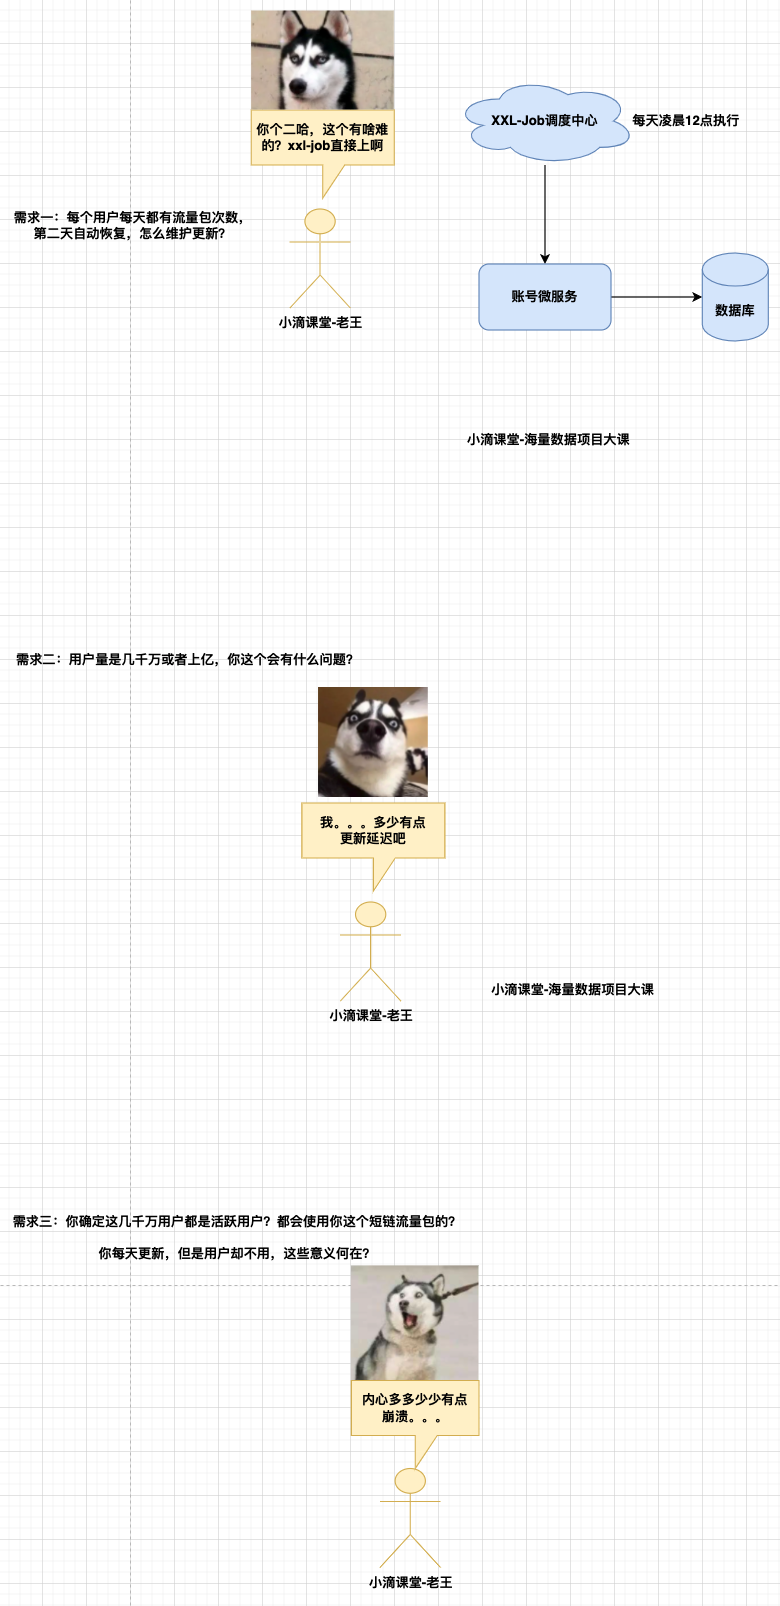 你个二哈，这个有啥难
的？xxl-job直接上啊
XXL-Job调度中心
每天凌晨12点执行
需求一：每个用户每天都有流量包次数，
第二天自动恢复，怎么维护更新？
账号微服务
数据库
小滴课堂-老王
小滴课堂-海量数据项目大课
需求二：用户量是几千万或者上亿，你这个会有什么问题？
我。。。多少有点
更新延迟吧
小滴课堂-海量数据项目大课
小滴课堂-老王
需求三：你确定这几千万用户都是活跃用户？都会使用你这个短链流量包的？
你每天更新，但是用户却不用，这些意义何在？
内心多多少少有点
崩溃。。。
小滴课堂-老王